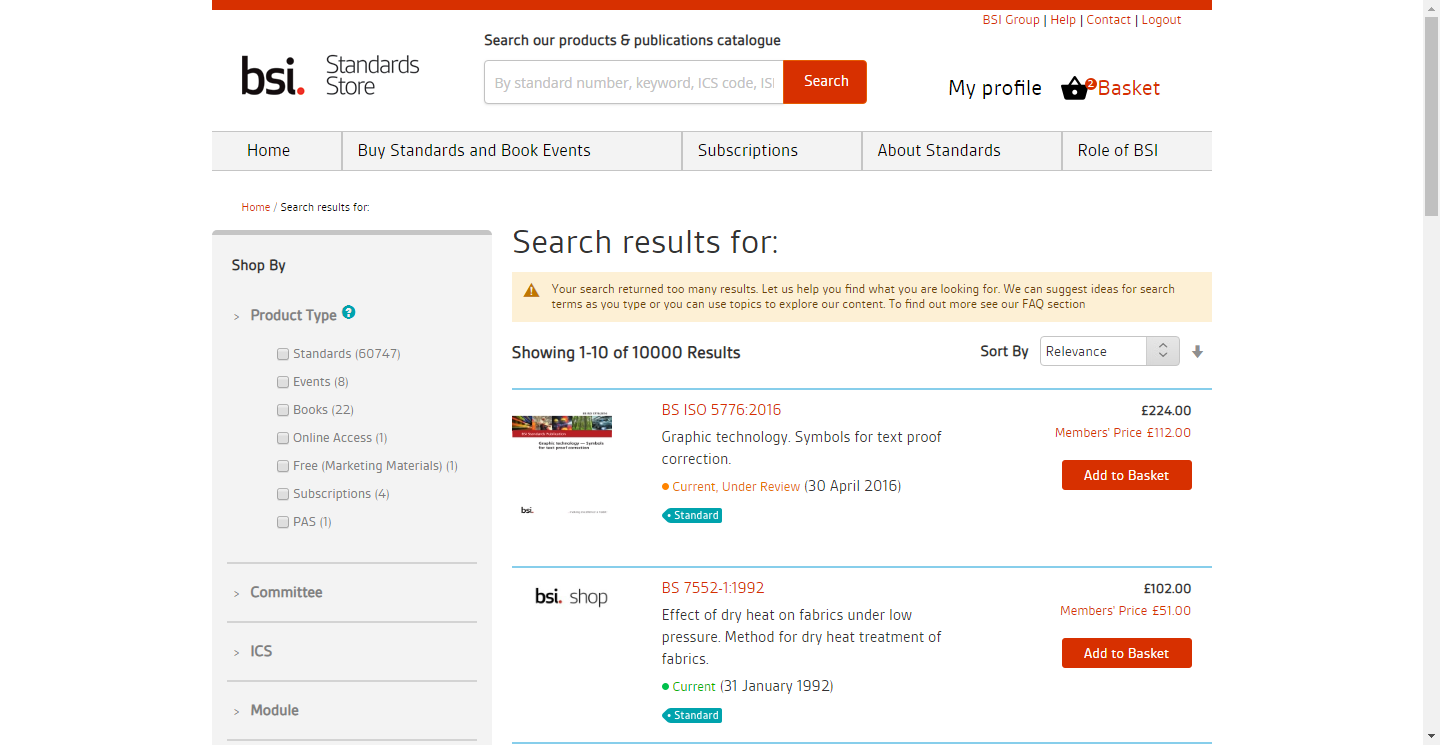 BSI Group | Help | Contact | Logout
Search our products & publications catalogue
bsi. Standards Store
By standard number, keyword, ICS code, ISI
Search
My profile
2
Basket
Home
Buy Standards and Book Events
Subscriptions
About Standards
Role of BSI
Home / Search results for:
Shop By
> Product Type ?
Standards (60747)
Events (8)
Books (22)
Online Access (1)
Free (Marketing Materials) (1)
Subscriptions (4)
PAS (1)
> Committee
> ICS
> Module
Search results for:
Your search returned too many results. Let us help you find what you are looking for. We can suggest ideas for search
terms as you type or you can use topics to explore our content. To find out more see our FAQ section
Showing 1-10 of 10000 Results
Sort By
Relevance
BS ISO 5776:2016
Graphic technology — Symbols
for text proof correction
bsi.
BS ISO 5776:2016
Graphic technology. Symbols for text proof
correction.
Current, Under Review (30 April 2016)
Standard
£224.00
Members' Price £112.00
Add to Basket
bsi. shop
BS 7552-1:1992
Effect of dry heat on fabrics under low
pressure. Method for dry heat treatment of
fabrics.
Current (31 January 1992)
Standard
£102.00
Members' Price £51.00
Add to Basket